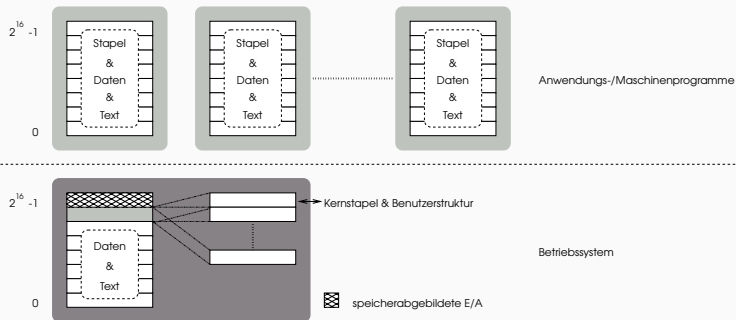 2^16 -1
Stapel
&
Daten
&
Text
Stapel
&
Daten
&
Text
Stapel
&
Daten
&
Text
Anwendungs-/Maschinenprogramme
0
2^16 -1
Kernstapel & Benutzerstruktur
Daten
&
Text
Betriebssystem
0
speicherabgebildete E/A